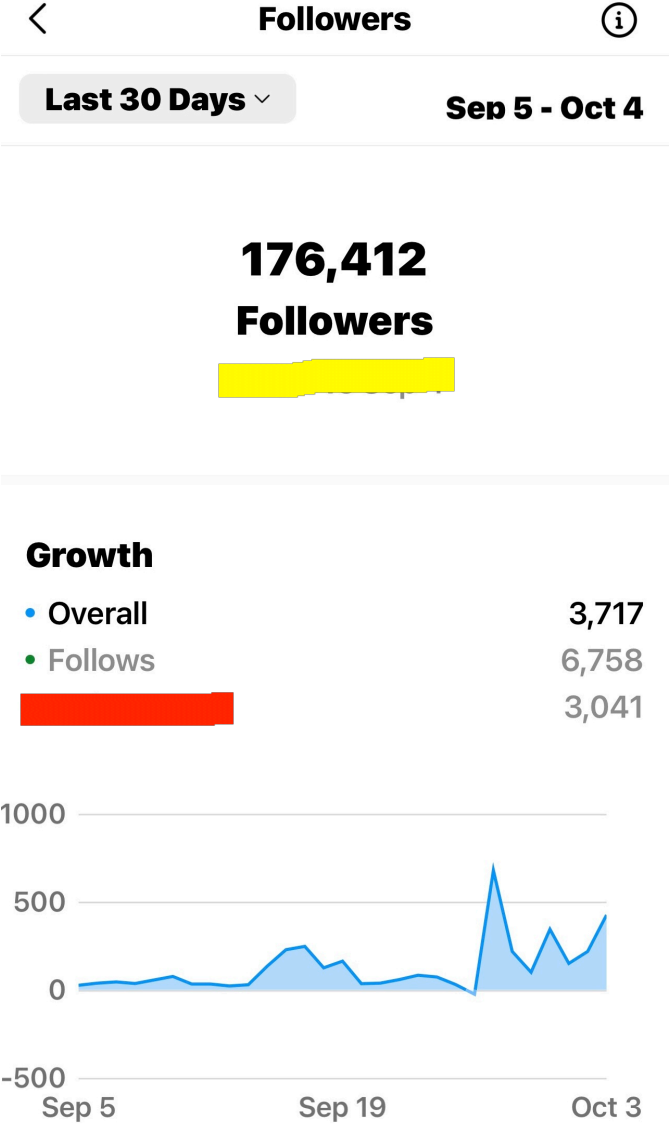 Followers
Last 30 Days
Sep 5 - Oct 4
176,412
Followers
Growth
Overall 3,717
Follows 6,758
3,041
1000
500
0
-500
Sep 5 Sep 19 Oct 3